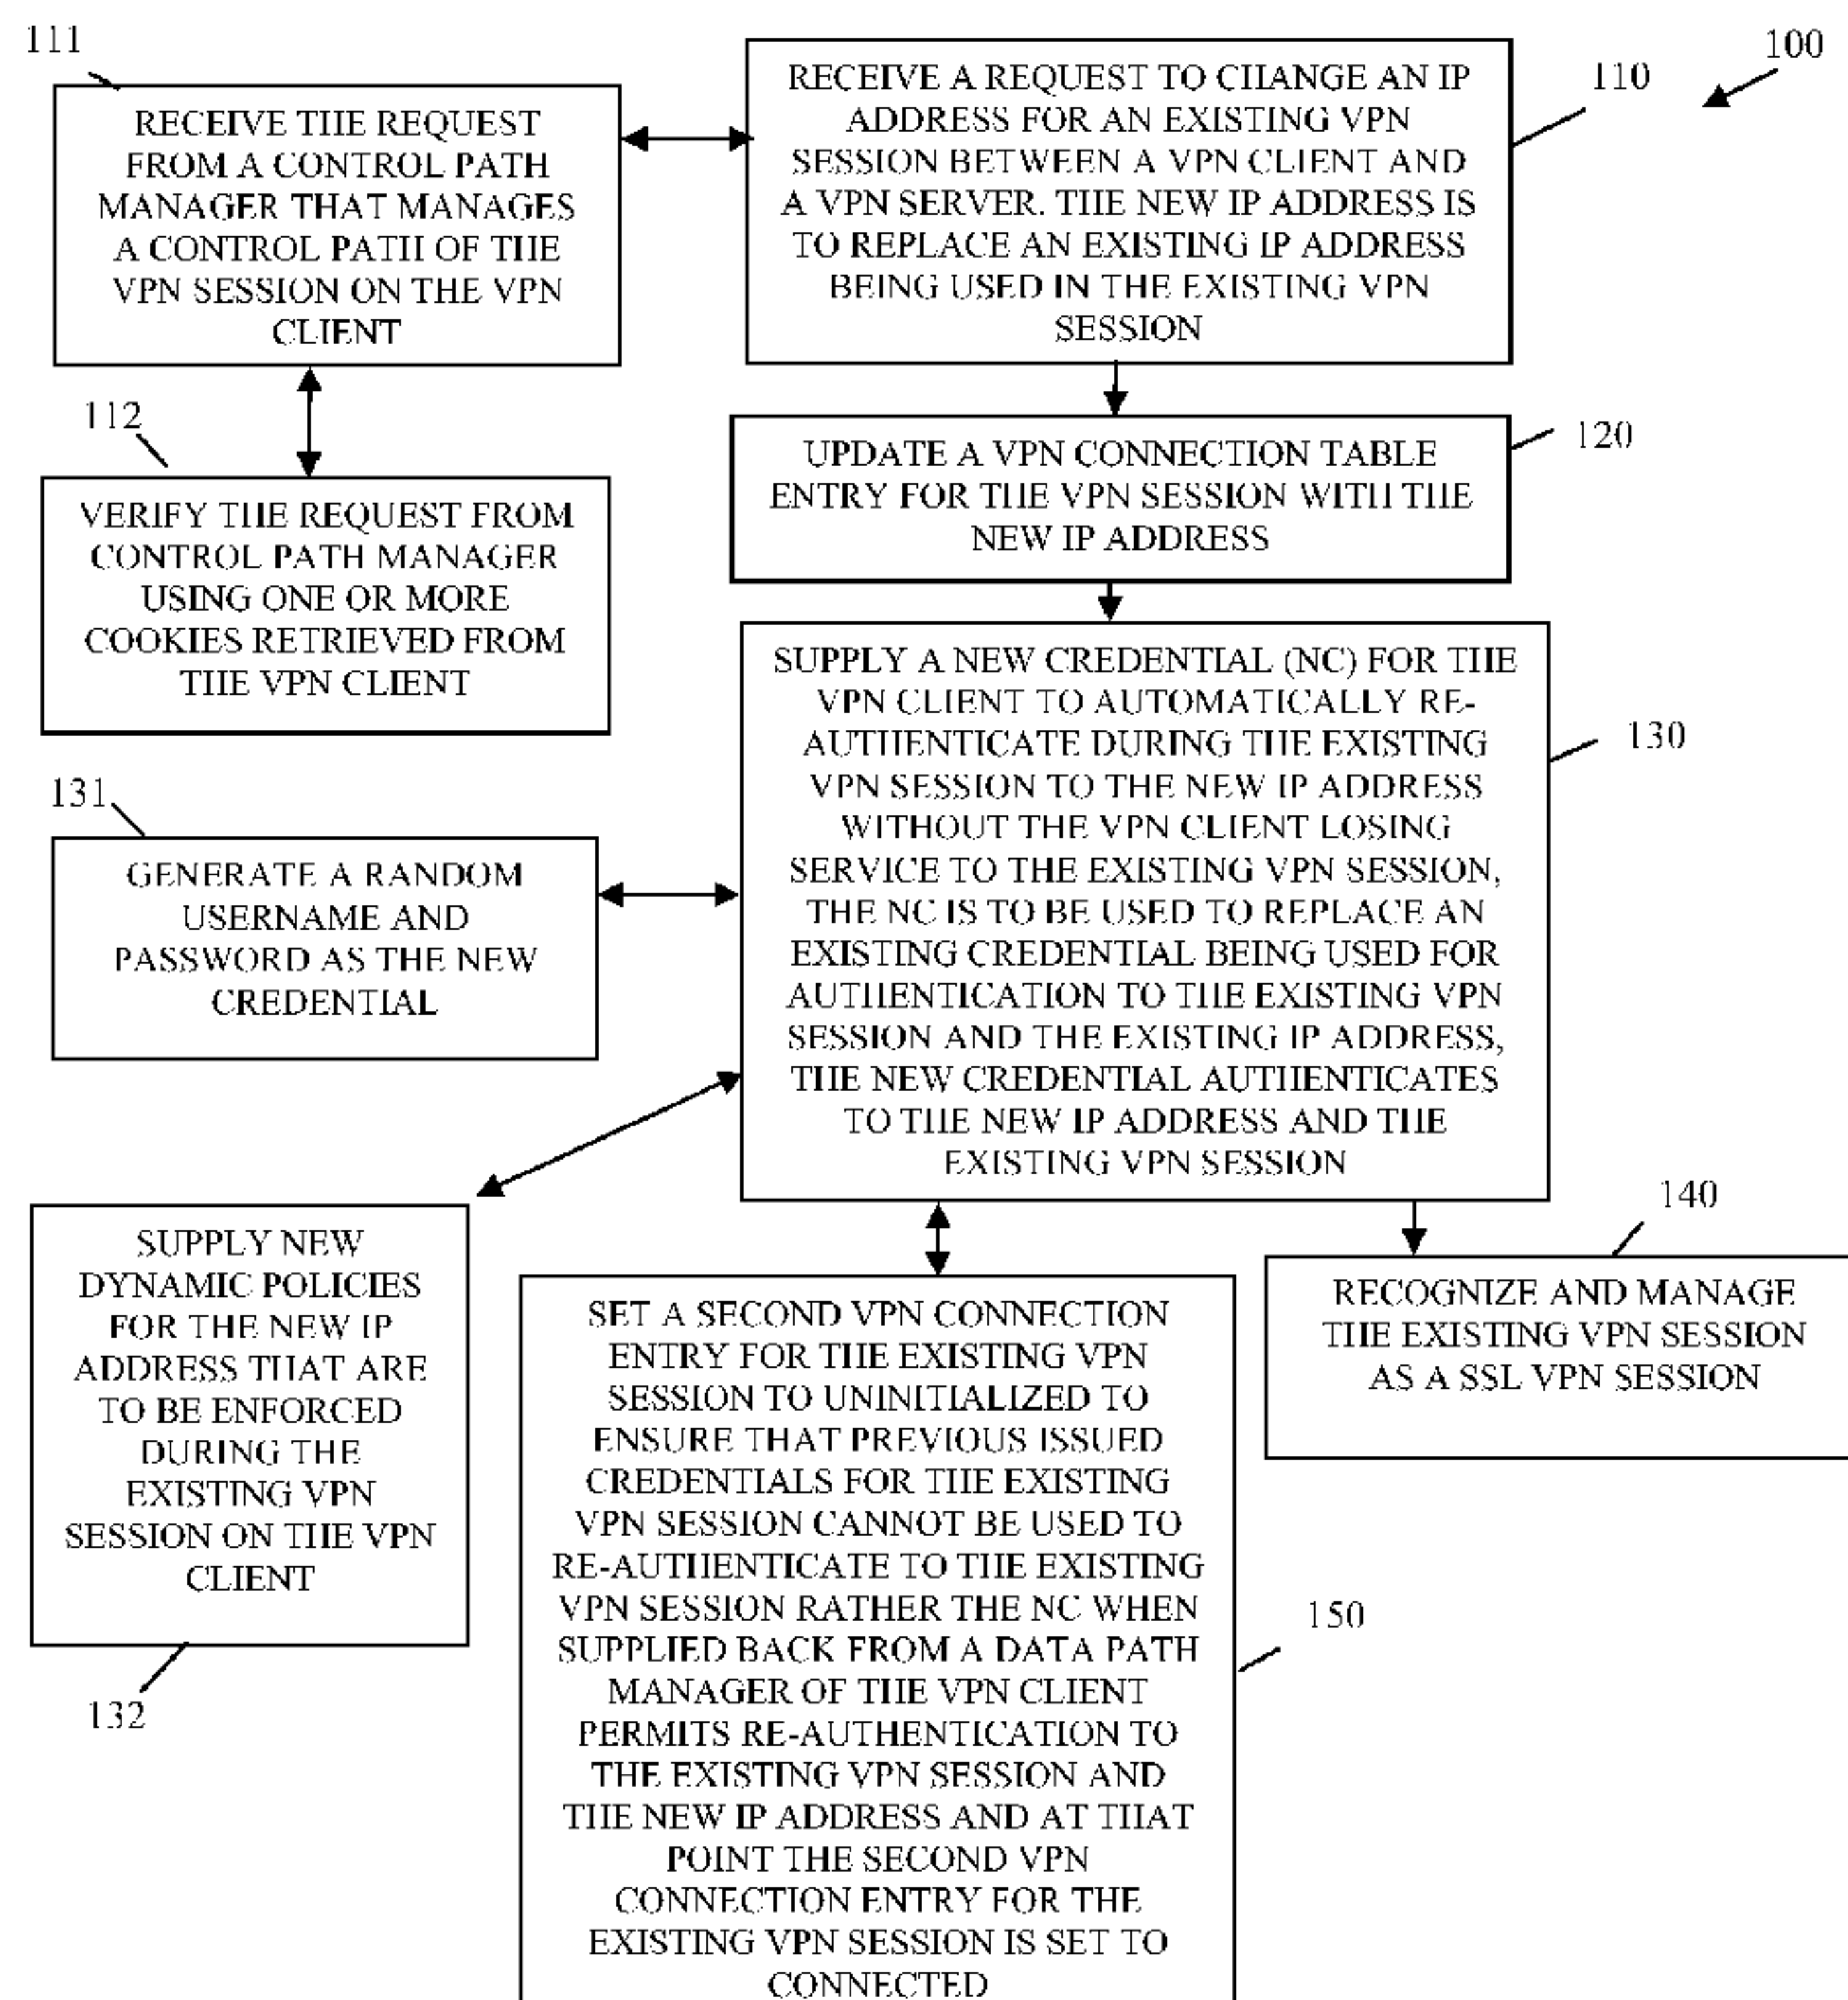 111
RECEIVE THE REQUEST
FROM A CONTROL PATH
MANAGER THAT MANAGES
A CONTROL PATH OF THE
VPN SESSION ON THE VPN
CLIENT
100
110
RECEIVE A REQUEST TO CHANGE AN IP
ADDRESS FOR AN EXISTING VPN
SESSION BETWEEN A VPN CLIENT AND
A VPN SERVER. THE NEW IP ADDRESS IS
TO REPLACE AN EXISTING IP ADDRESS
BEING USED IN THE EXISTING VPN
SESSION
112
VERIFY THE REQUEST FROM
CONTROL PATH MANAGER
USING ONE OR MORE
COOKIES RETRIEVED FROM
THE VPN CLIENT
120
UPDATE A VPN CONNECTION TABLE
ENTRY FOR THE VPN SESSION WITH THE
NEW IP ADDRESS
130
SUPPLY A NEW CREDENTIAL (NC) FOR THE
VPN CLIENT TO AUTOMATICALLY RE-
AUTHENTICATE DURING THE EXISTING
VPN SESSION TO THE NEW IP ADDRESS
WITHOUT THE VPN CLIENT LOSING
SERVICE TO THE EXISTING VPN SESSION,
THE NC IS TO BE USED TO REPLACE AN
EXISTING CREDENTIAL BEING USED FOR
AUTHENTICATION TO THE EXISTING VPN
SESSION AND THE EXISTING IP ADDRESS,
THE NEW CREDENTIAL AUTHENTICATES
TO THE NEW IP ADDRESS AND THE
EXISTING VPN SESSION
131
GENERATE A RANDOM
USERNAME AND
PASSWORD AS THE NEW
CREDENTIAL
SUPPLY NEW
DYNAMIC POLICIES
FOR THE NEW IP
ADDRESS THAT ARE
TO BE ENFORCED
DURING THE
EXISTING VPN
SESSION ON THE VPN
CLIENT
132
140
RECOGNIZE AND MANAGE
THE EXISTING VPN SESSION
AS A SSL VPN SESSION
150
SET A SECOND VPN CONNECTION
ENTRY FOR THE EXISTING VPN
SESSION TO UNINITIALIZED TO
ENSURE THAT PREVIOUS ISSUED
CREDENTIALS FOR THE EXISTING
VPN SESSION CANNOT BE USED TO
RE-AUTHENTICATE TO THE EXISTING
VPN SESSION RATHER THE NC WHEN
SUPPLIED BACK FROM A DATA PATH
MANAGER OF THE VPN CLIENT
PERMITS RE-AUTHENTICATION TO
THE EXISTING VPN SESSION AND
THE NEW IP ADDRESS AND AT THAT
POINT THE SECOND VPN
CONNECTION ENTRY FOR THE
EXISTING VPN SESSION IS SET TO
CONNECTED